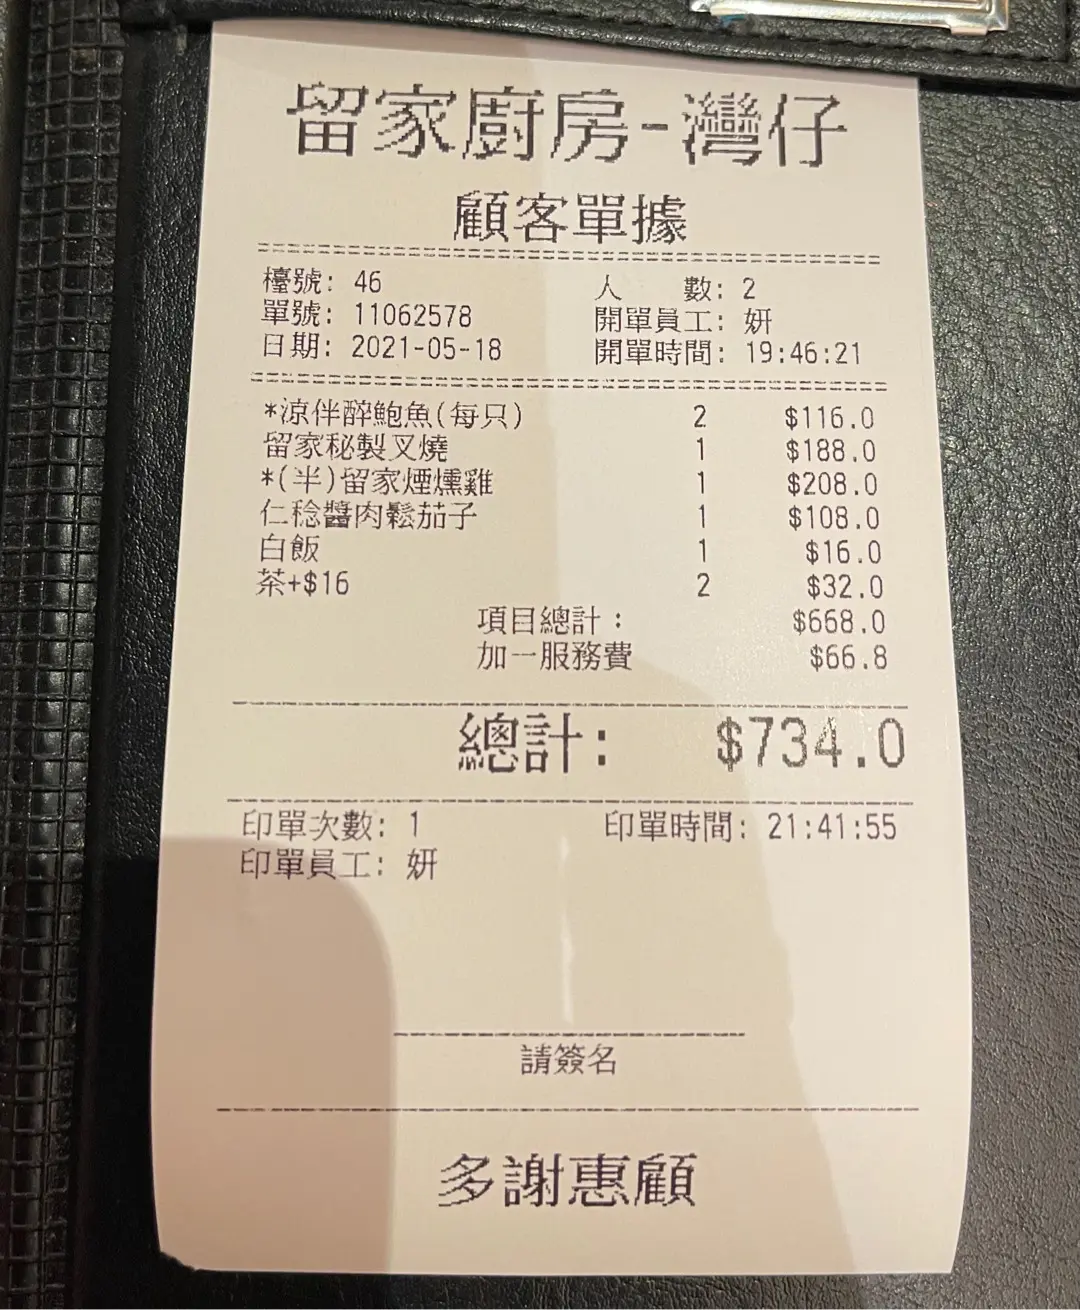 留家廚房-灣仔
顧客單據
檯號: 46 人 數: 2
單號: 11062578 開單員工: 妍
日期: 2021-05-18 開單時間: 19:46:21
*涼伴醉鮑魚(每只) 2 $116.0
留家秘製叉燒 1 $188.0
*(半)留家煙燻雞 1 $208.0
仁稔醬肉鬆茄子 1 $108.0
白飯 1 $16.0
茶+$16 2 $32.0
項目總計: $668.0
加一服務費 $66.8
總計: $734.0
印單次數: 1 印單時間: 21:41:55
印單員工: 妍
請簽名
多謝惠顧